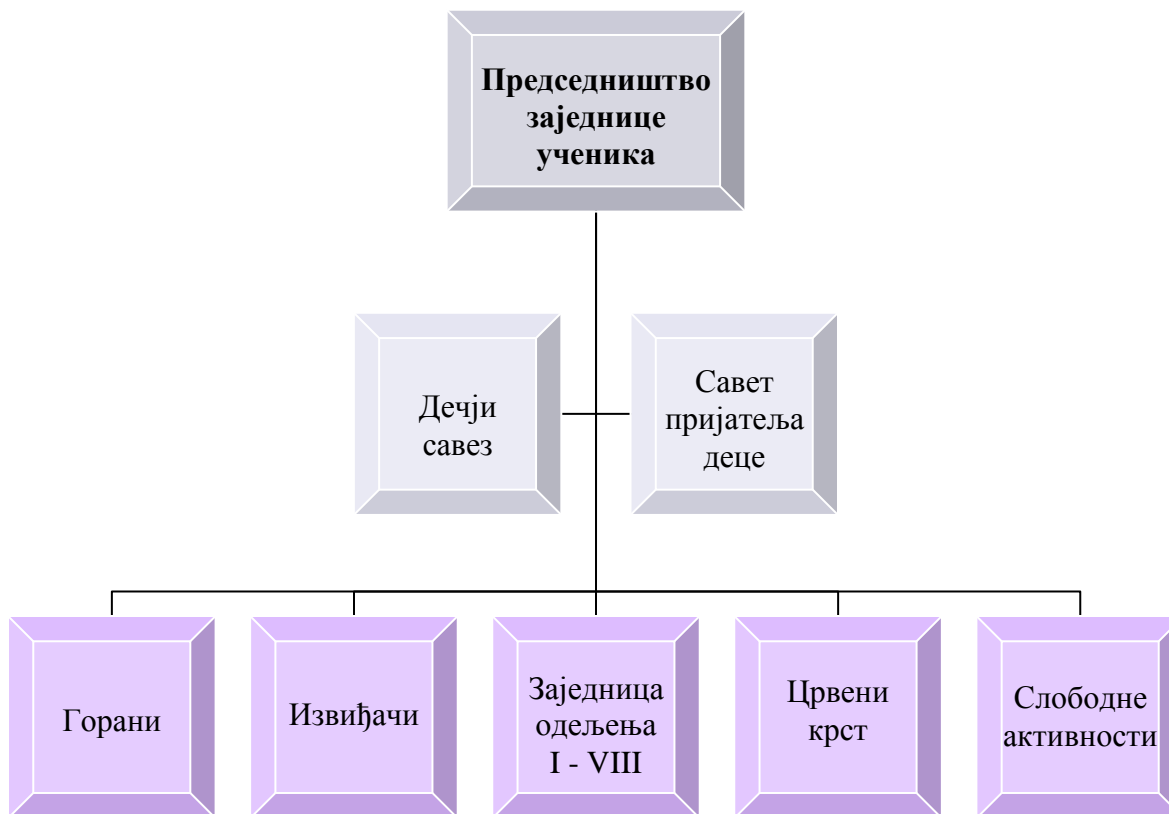 Председништво
заједнице
ученика
Дечји
савез
Савет
пријатеља
деце
Горани
Извиђачи
Заједница
одељења
I - VIII
Црвени
крст
Слободне
активности